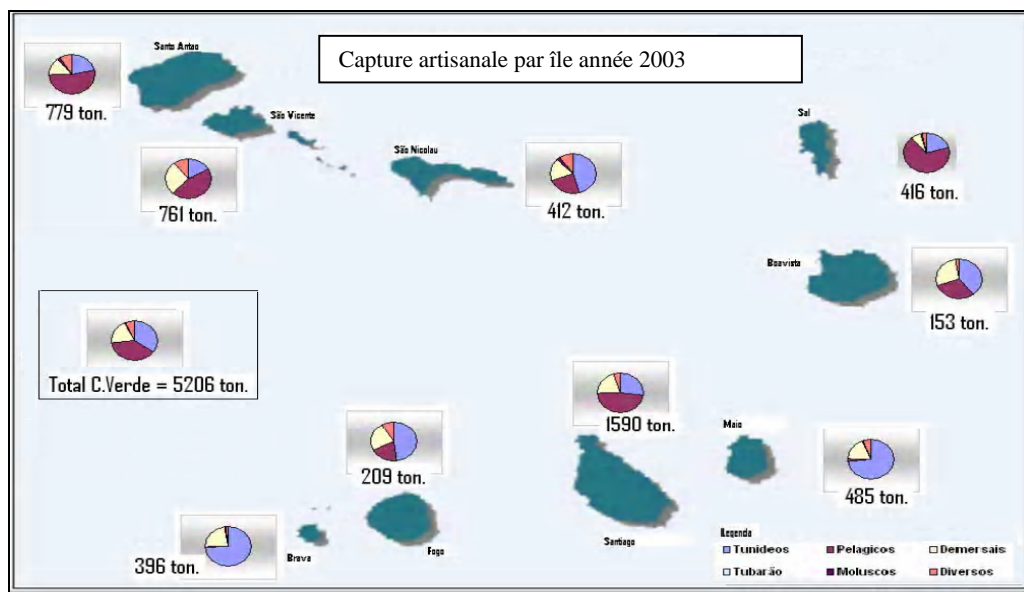 Capture artisanale par île année 2003
Santo Antao
779 ton.
São Vicente
761 ton.
São Nicolau
412 ton.
Sal
416 ton.
Boavista
153 ton.
Total C.Verde = 5206 ton.
209 ton.
1590 ton.
Maio
485 ton.
396 ton.
Brava
Fogo
Santiago
Legenda
Tunídeos Pelagicos Demersais
Tubarão Moluscos Diversos